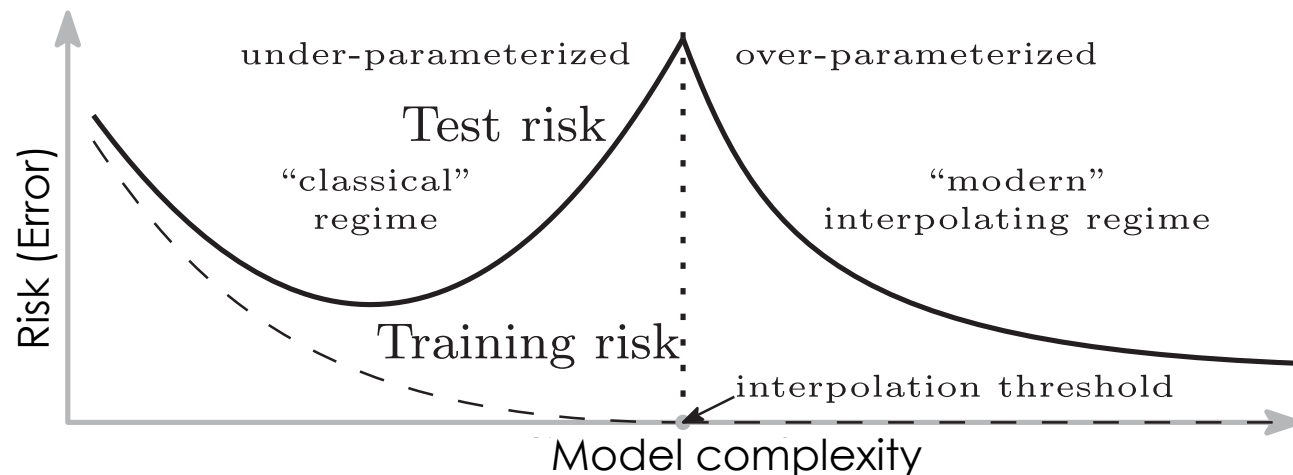 under-parameterized
over-parameterized
Test risk
“classical”
regime
“modern”
interpolating regime
Risk (Error)
Training risk
interpolation threshold
Model complexity